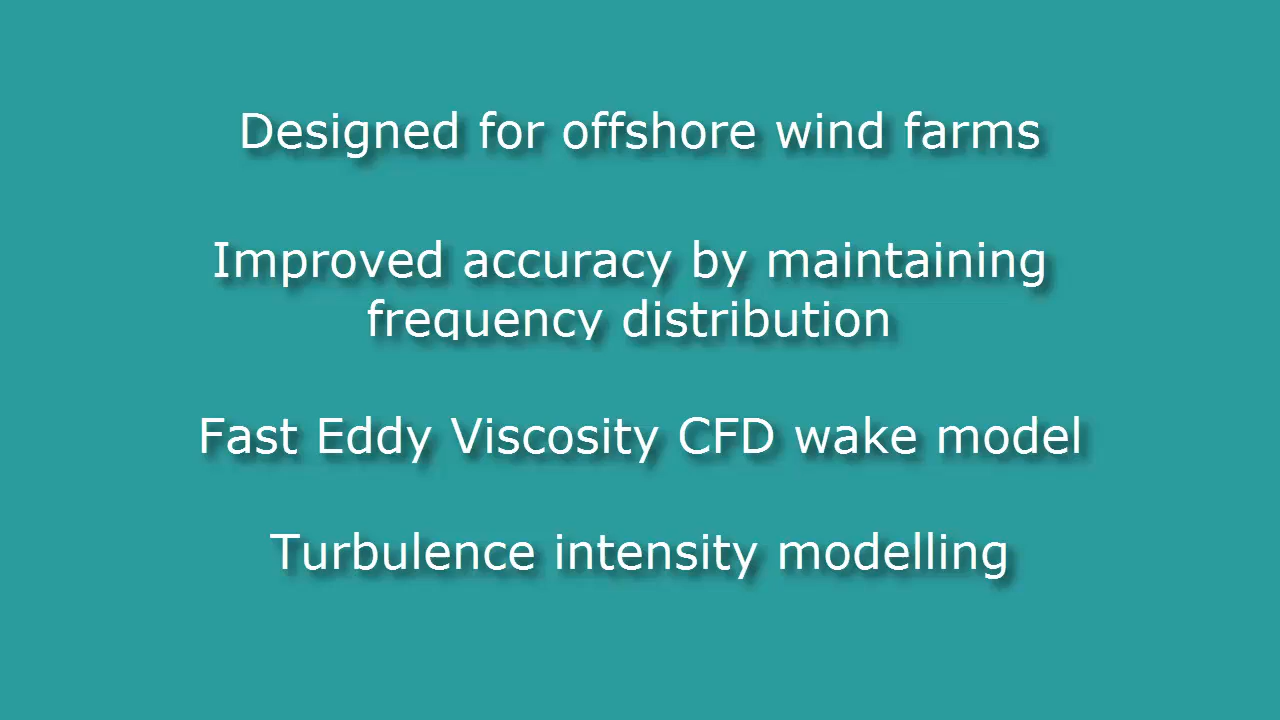 Designed for offshore wind farms
Improved accuracy by maintaining
frequency distribution
Fast Eddy Viscosity CFD wake model
Turbulence intensity modelling